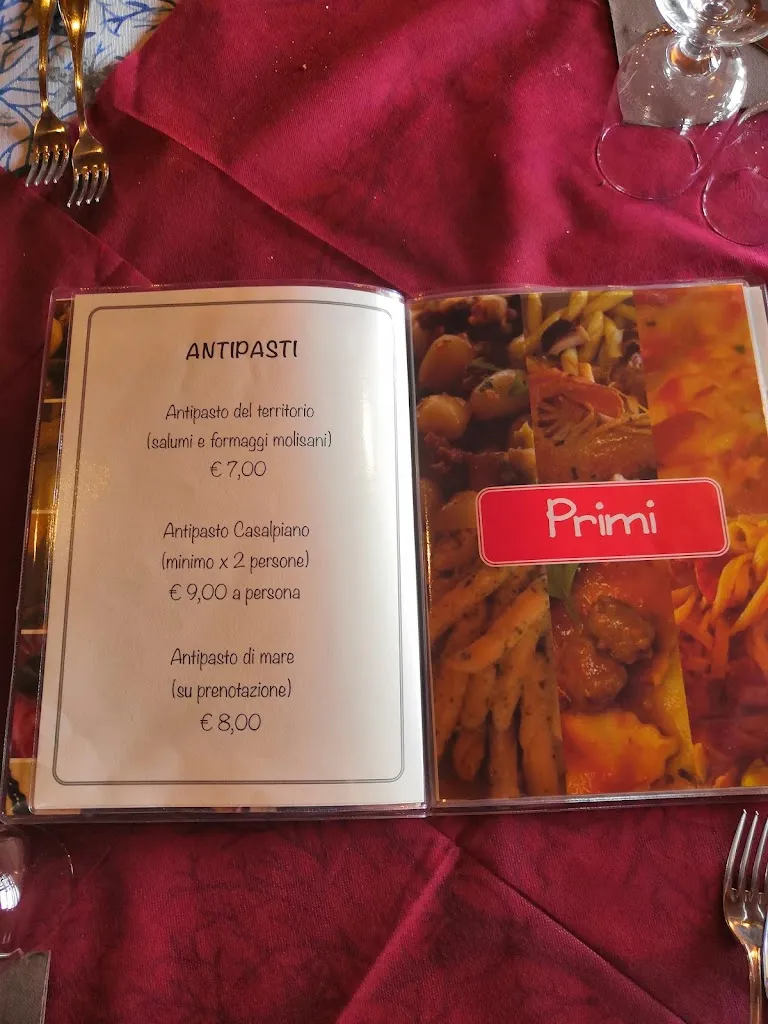 ANTIPASTI
Antipasto del territorio
(salumi e formaggi molisani)
€ 7,00
Antipasto Casalpiano
(minimo x 2 persone)
€ 9,00 a persona
Antipasto di mare
(su prenotazione)
€ 8,00
Primi